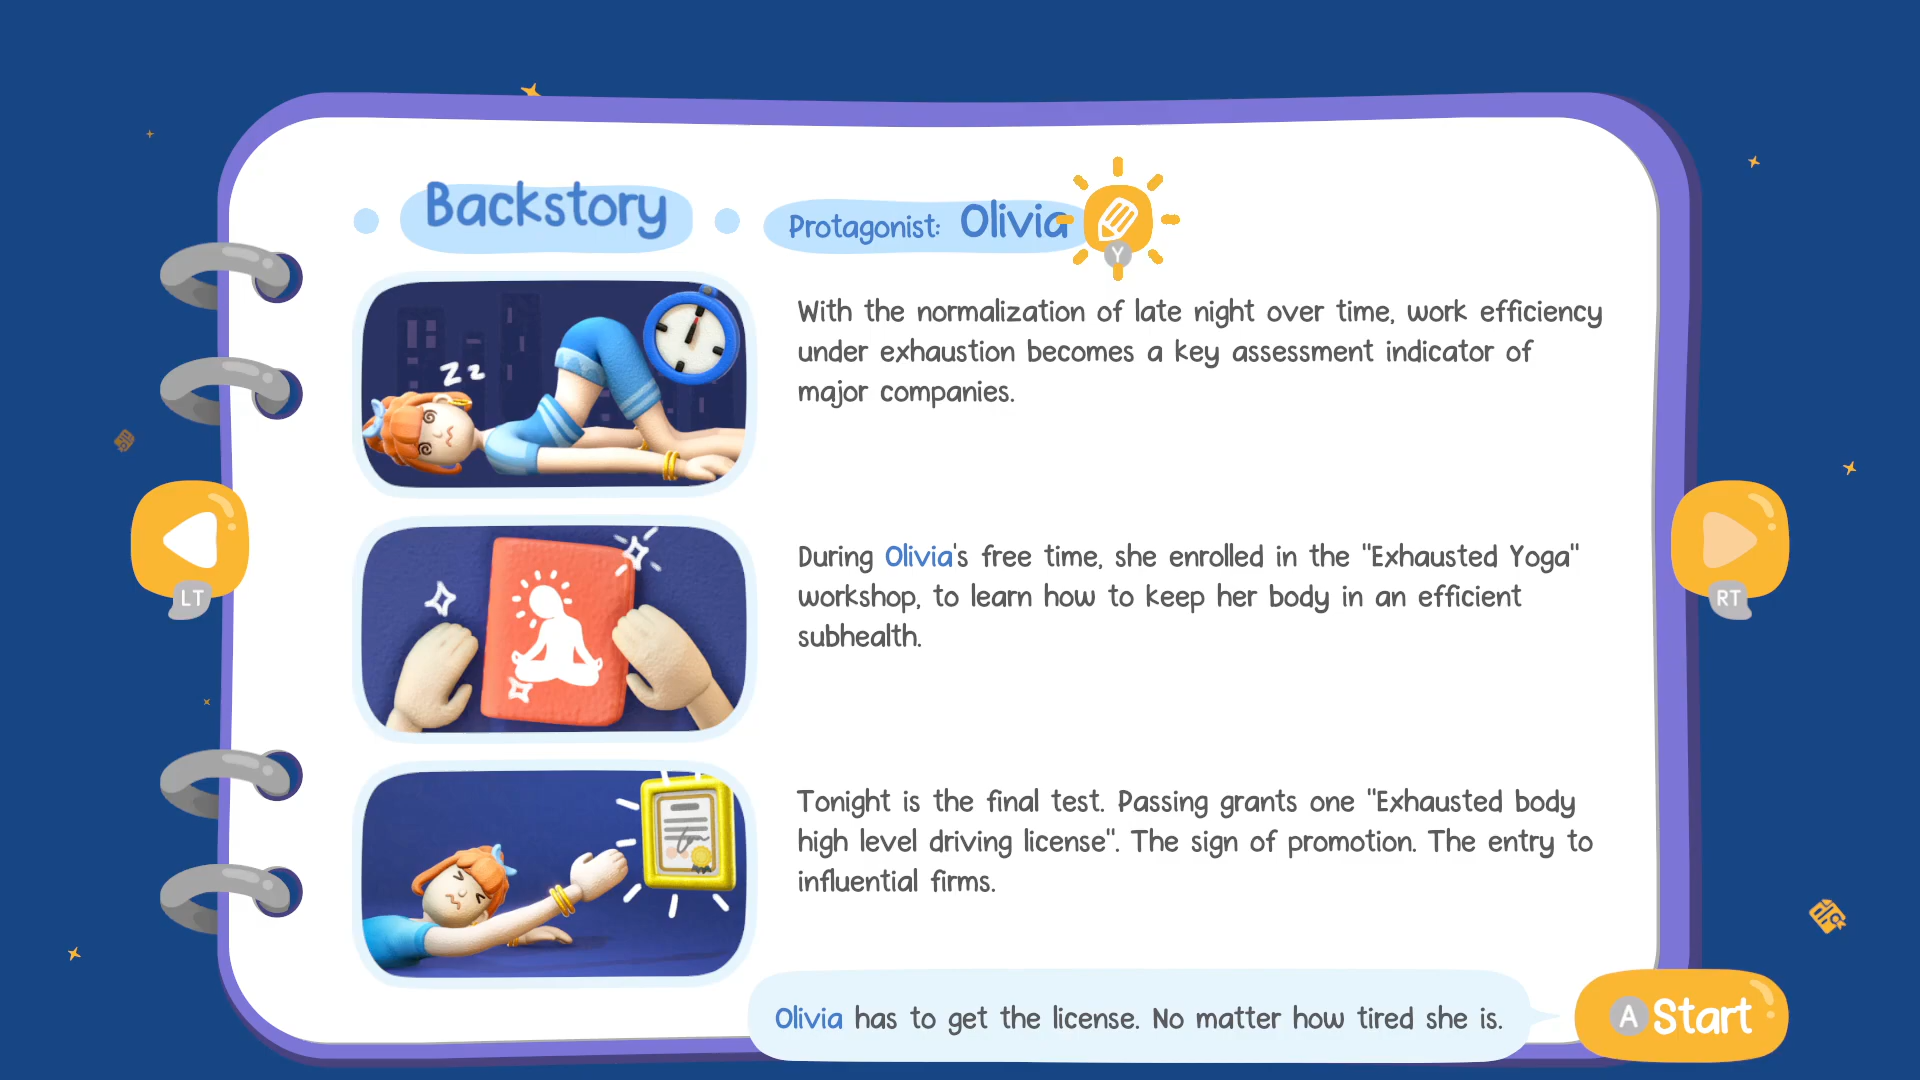 Backstory
Protagonist: Olivia
Y
With the normalization of late night over time, work efficiency
under exhaustion becomes a key assessment indicator of
major companies.
Z Z
During Olivia's free time, she enrolled in the "Exhausted Yoga"
workshop, to learn how to keep her body in an efficient
subhealth.
LT
RT
Tonight is the final test. Passing grants one "Exhausted body
high level driving license". The sign of promotion. The entry to
influential firms.
Olivia has to get the license. No matter how tired she is.
A Start